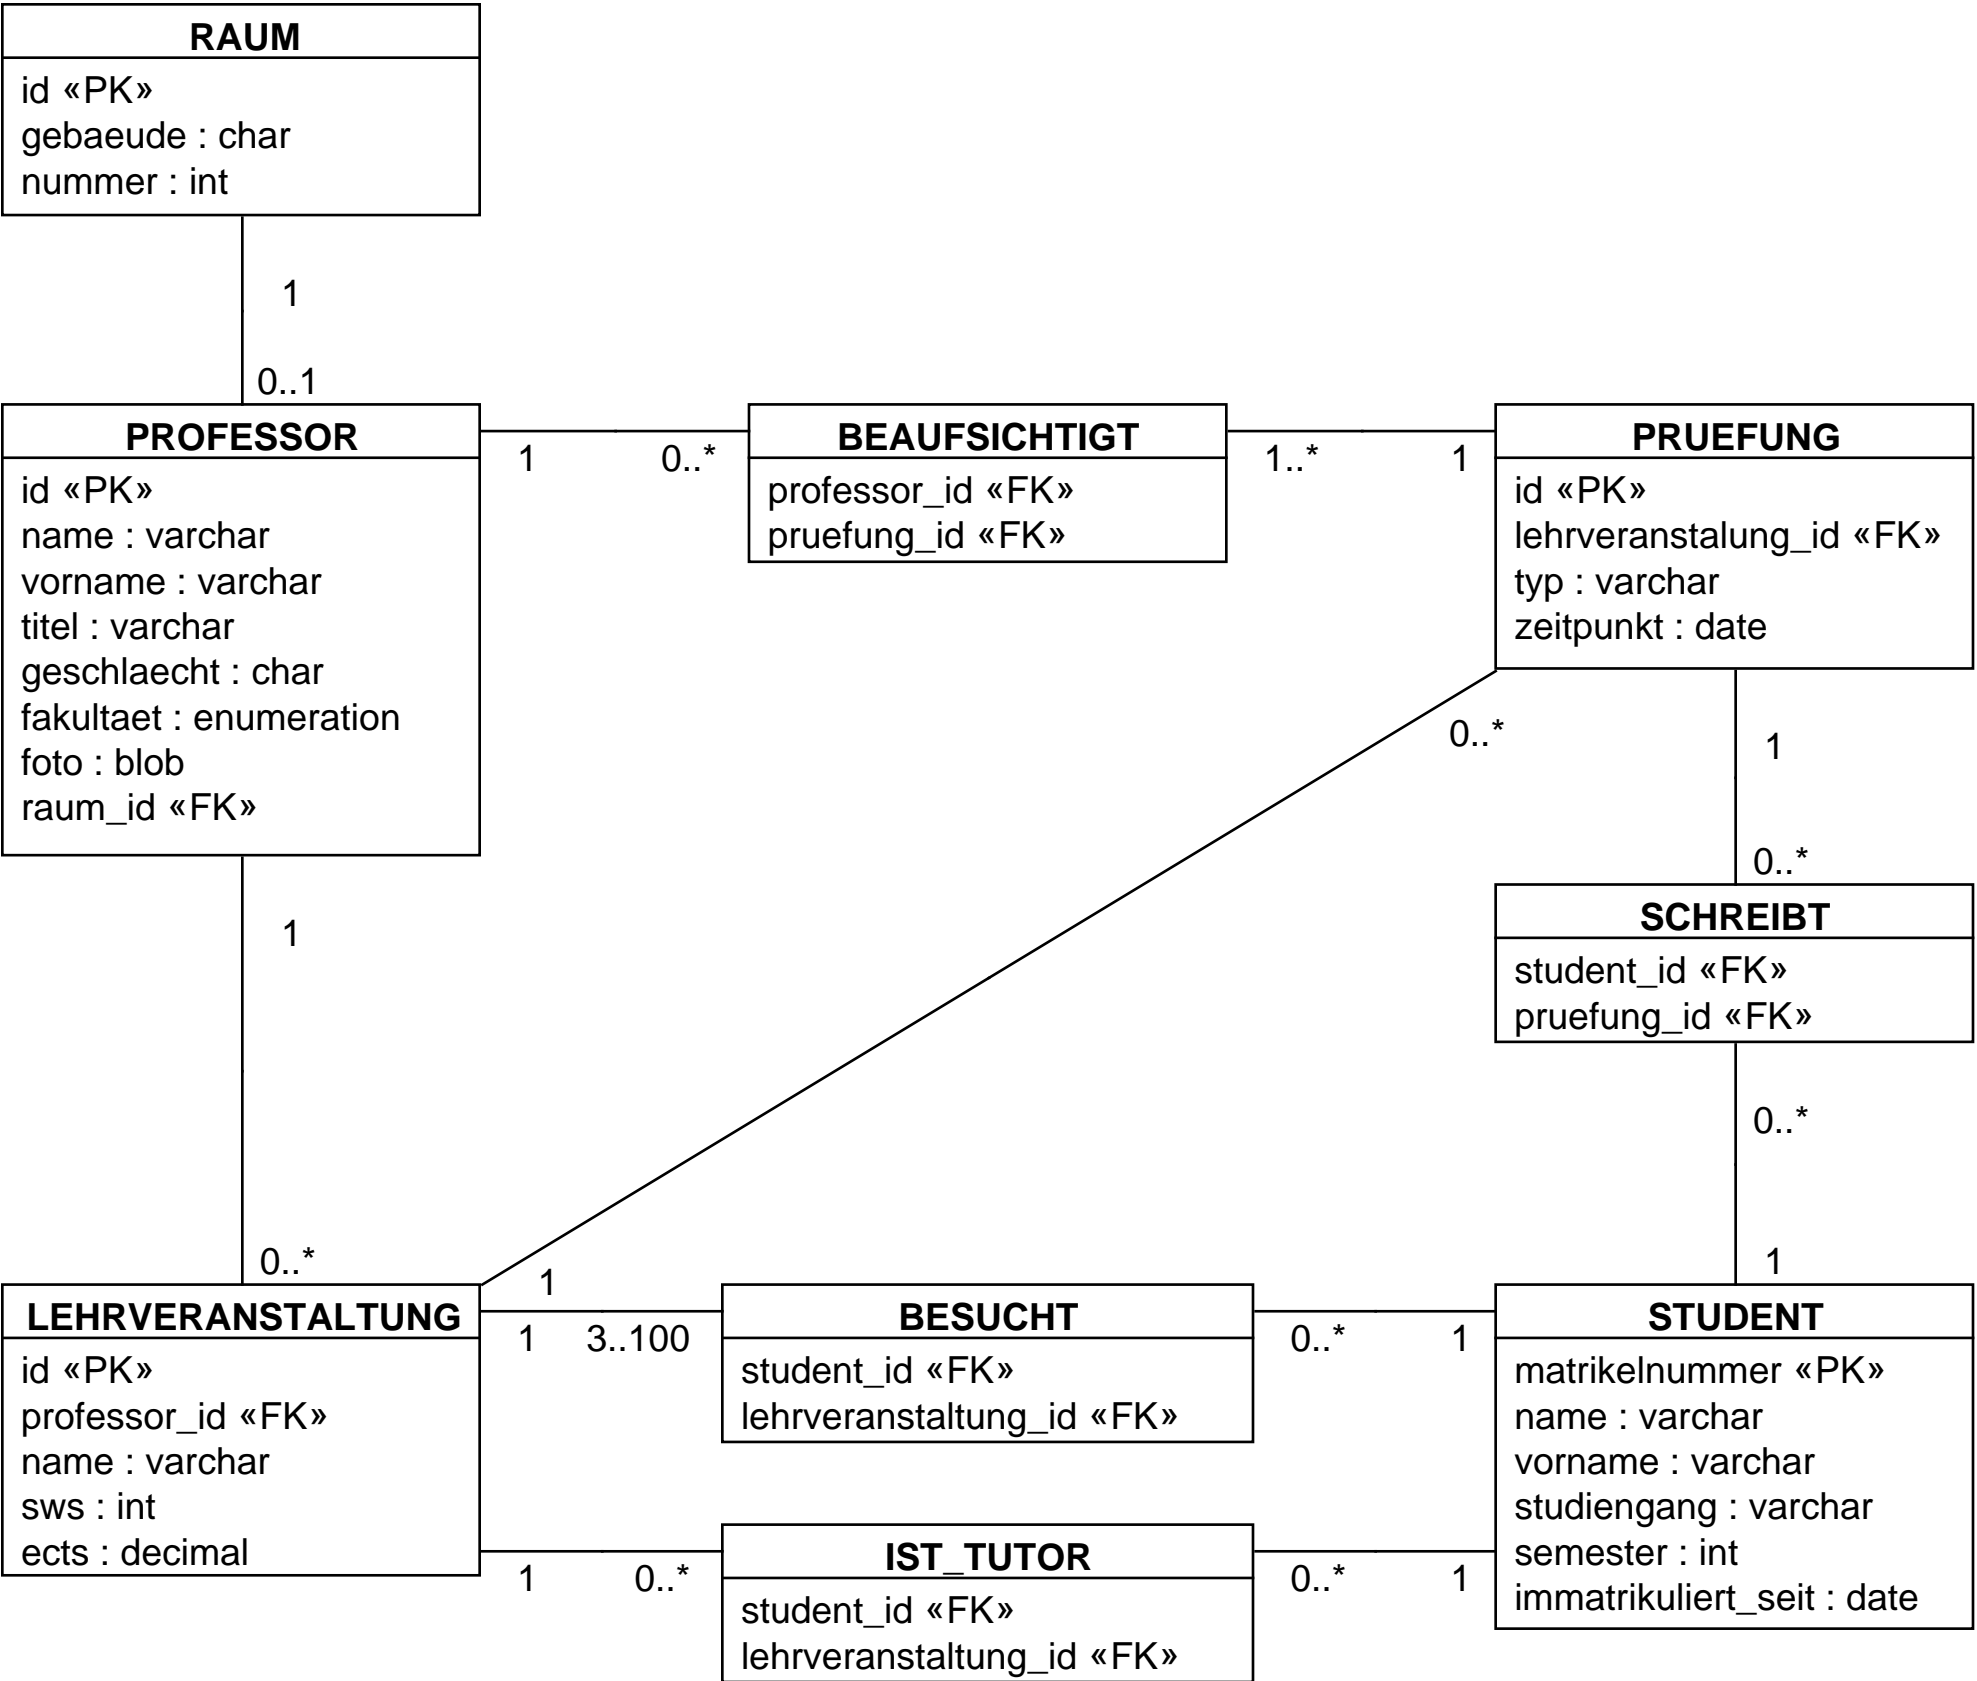 RAUM
id «PK»
gebaeude : char
nummer : int
1
0..1
PROFESSOR
id «PK»
name : varchar
vorname : varchar
titel : varchar
geschlaecht : char
fakultaet : enumeration
foto : blob
raum_id «FK»
1
0..*
BEAUFSICHTIGT
professor_id «FK»
pruefung_id «FK»
1..*
1
PRUEFUNG
id «PK»
lehrveranstalung_id «FK»
typ : varchar
zeitpunkt : date
0..*
1
0..*
SCHREIBT
student_id «FK»
pruefung_id «FK»
0..*
1
1
0..*
LEHRVERANSTALTUNG
id «PK»
professor_id «FK»
name : varchar
sws : int
ects : decimal
1
1
3..100
BESUCHT
student_id «FK»
lehrveranstaltung_id «FK»
0..*
1
STUDENT
matrikelnummer «PK»
name : varchar
vorname : varchar
studiengang : varchar
semester : int
immatrikuliert_seit : date
1
0..*
IST_TUTOR
student_id «FK»
lehrveranstaltung_id «FK»
0..*
1